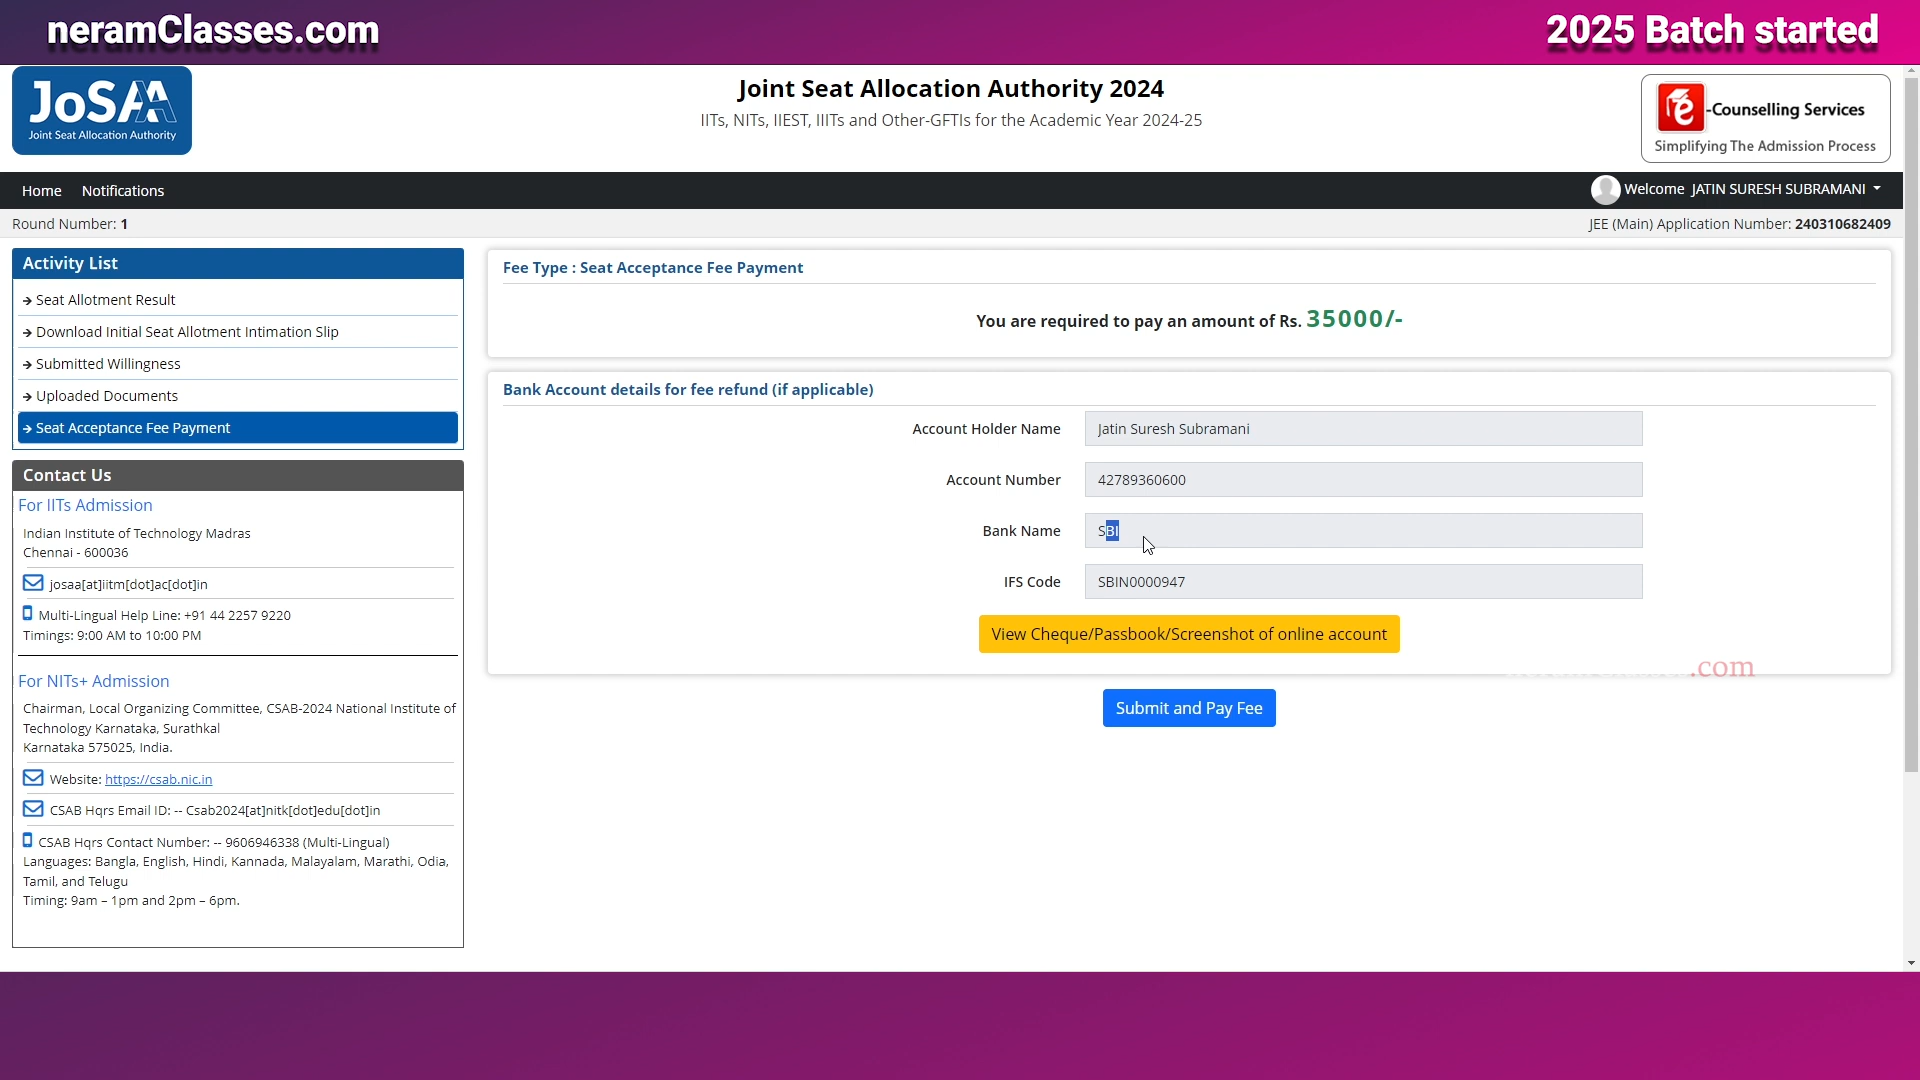 neramClasses.com
2025 Batch started
JoSAA
Joint Seat Allocation Authority
Joint Seat Allocation Authority 2024
IITs, NITs, IIEST, IIITs and Other-GFTIs for the Academic Year 2024-25
e-Counselling Services
Simplifying The Admission Process
Home Notifications
Welcome JATIN SURESH SUBRAMANI
Round Number: 1
JEE (Main) Application Number: 240310682409
Activity List
→ Seat Allotment Result
→ Download Initial Seat Allotment Intimation Slip
→ Submitted Willingness
→ Uploaded Documents
→ Seat Acceptance Fee Payment
Contact Us
For IITs Admission
Indian Institute of Technology Madras
Chennai - 600036
josaa[at]iitm[dot]ac[dot]in
Multi-Lingual Help Line: +91 44 2257 9220
Timings: 9:00 AM to 10:00 PM
For NITs+ Admission
Chairman, Local Organizing Committee, CSAB-2024 National Institute of
Technology Karnataka, Surathkal
Karnataka 575025, India.
Website: https://csab.nic.in
CSAB Hqrs Email ID: -- Csab2024[at]nitk[dot]edu[dot]in
CSAB Hqrs Contact Number: -- 9606946338 (Multi-Lingual)
Languages: Bangla, English, Hindi, Kannada, Malayalam, Marathi, Odia,
Tamil, and Telugu
Timing: 9am – 1pm and 2pm – 6pm.
Fee Type : Seat Acceptance Fee Payment
You are required to pay an amount of Rs. 35000/-
Bank Account details for fee refund (if applicable)
Account Holder Name Jatin Suresh Subramani
Account Number 42789360600
Bank Name SBI
IFS Code SBIN0000947
View Cheque/Passbook/Screenshot of online account
.com
Submit and Pay Fee